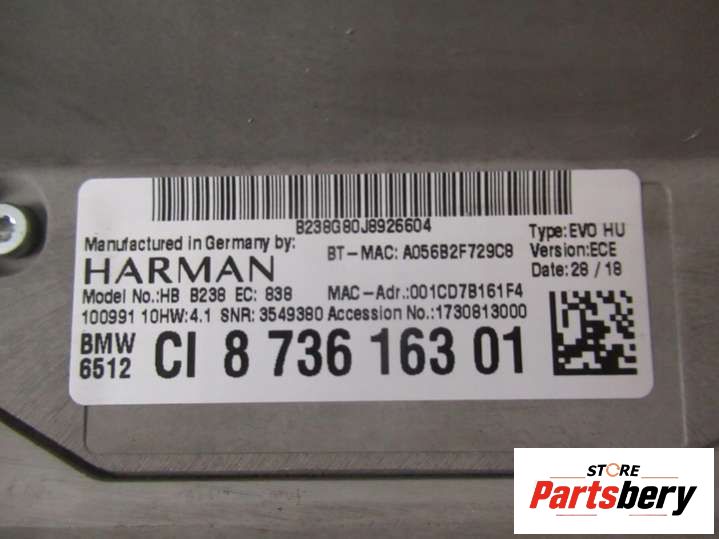 B238G80J8926604
Manufactured in Germany by:
HARMAN
BT-MAC: A056B2F729C8
Type: EVO HU
Version: ECE
Date: 28 / 18
Model No.:HB B238 EC: 838
MAC-Adr.:001CD7B161F4
100991 10HW:4.1 SNR: 3549380 Accession No.:1730813000
BMW
6512
CI 8 736 163 01
STORE
Partsbery